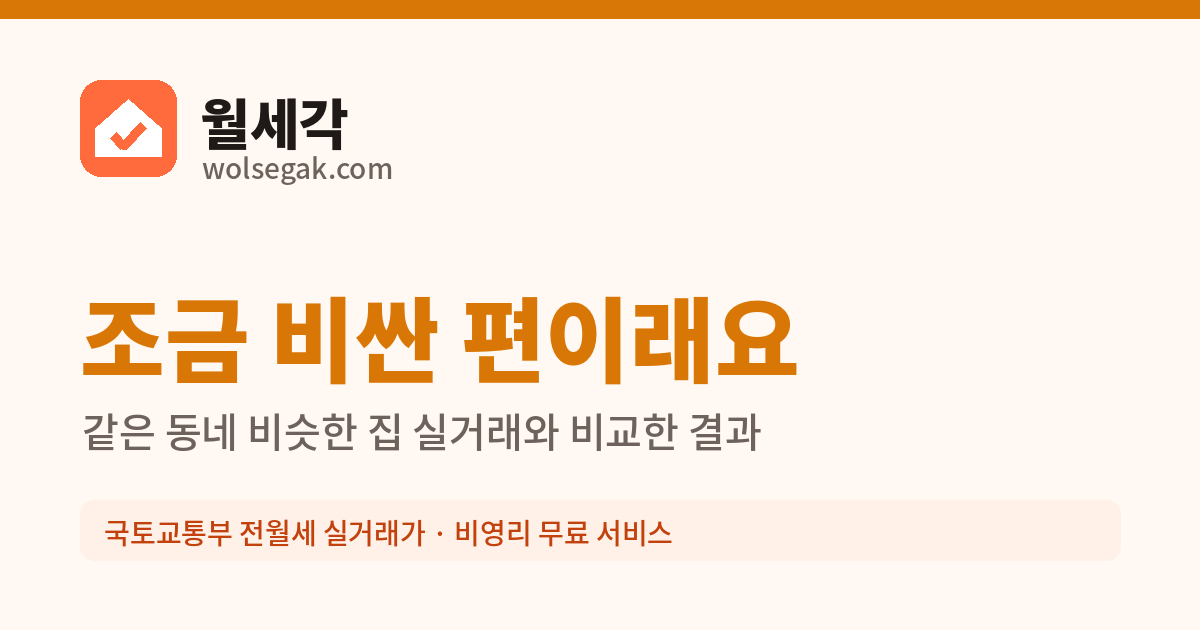 월세각
wolsegak.com
조금 비싼 편이래요
같은 동네 비슷한 집 실거래와 비교한 결과
국토교통부 전월세 실거래가 · 비영리 무료 서비스